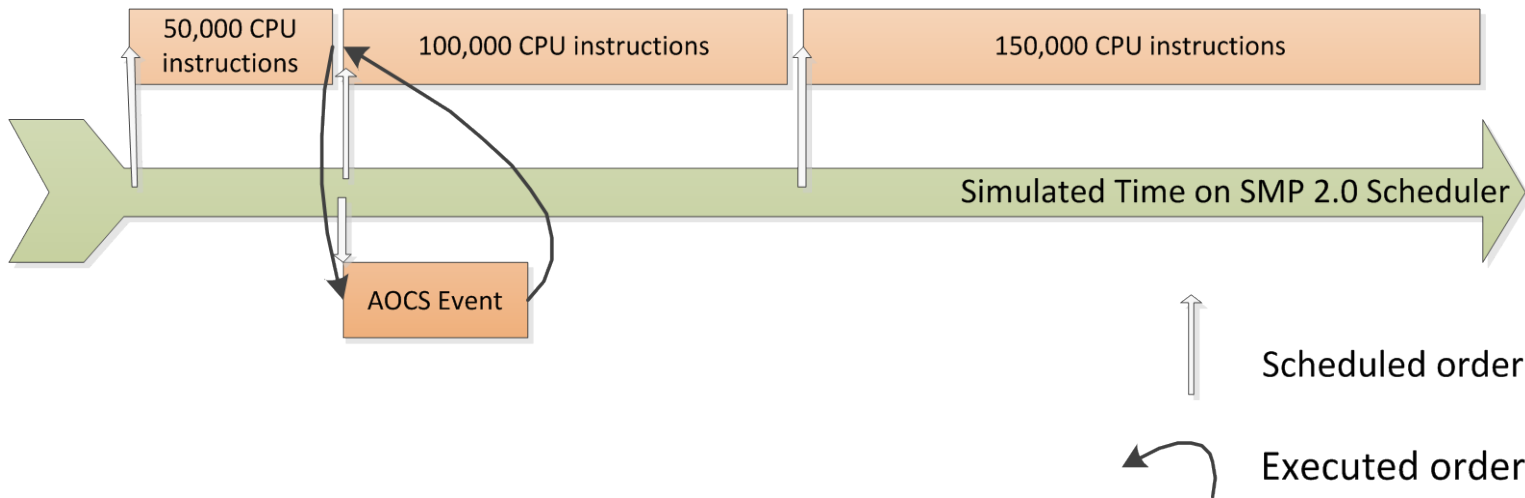 50,000 CPU
instructions
100,000 CPU instructions
150,000 CPU instructions
Simulated Time on SMP 2.0 Scheduler
AOCS Event
Scheduled order
Executed order